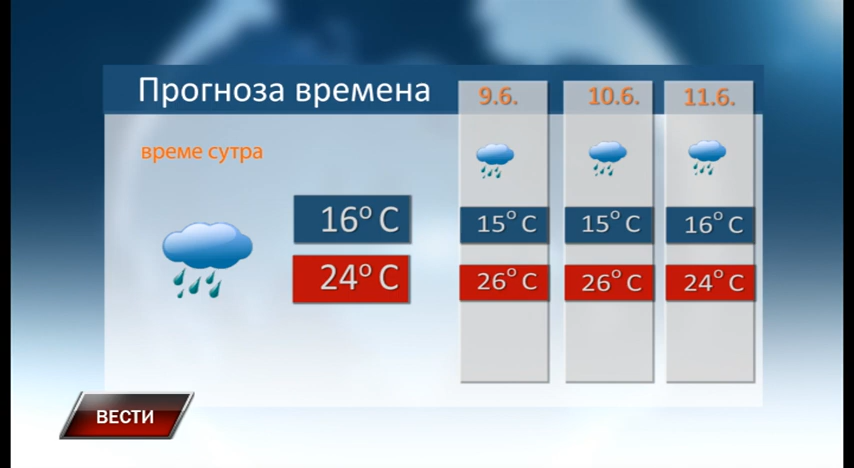 Прогноза времена
време сутра
16° C
24° C
9.6.
15° C
26° C
10.6.
15° C
26° C
11.6.
16° C
24° C
ВЕСТИ